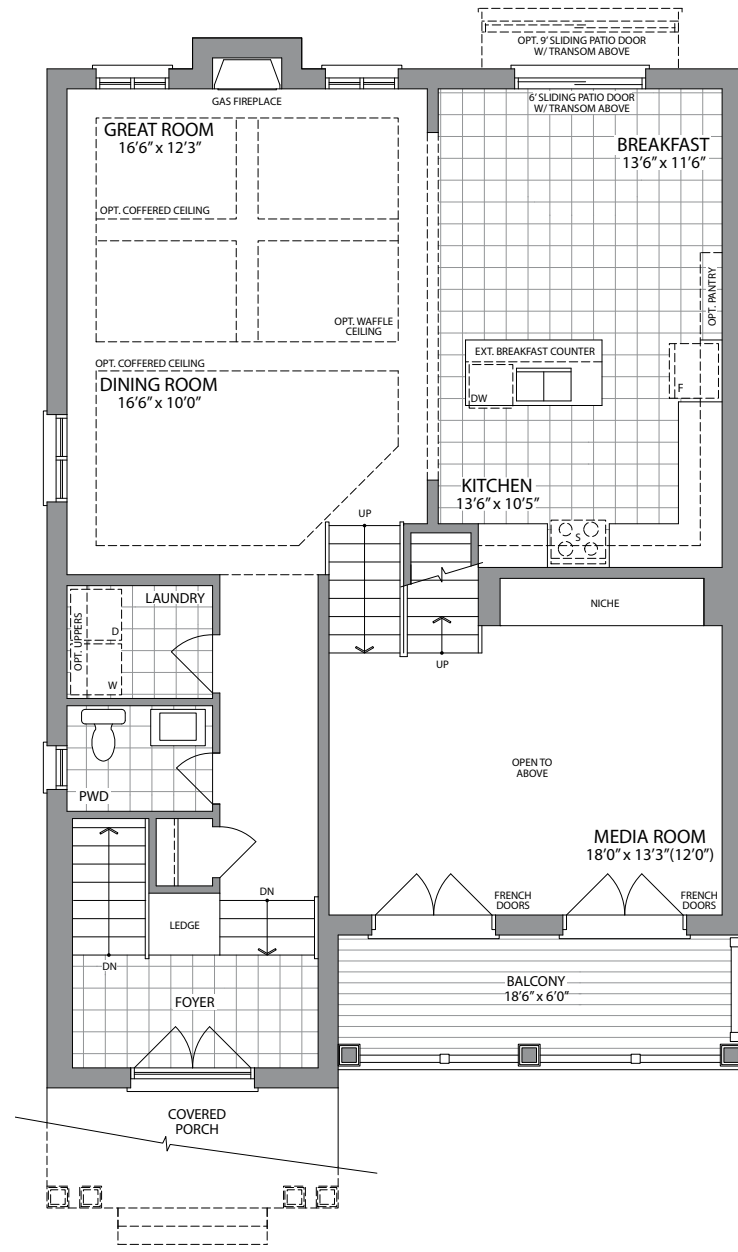 OPT. 9' SLIDING PATIO DOOR
W/ TRANSOM ABOVE
GAS FIREPLACE
6' SLIDING PATIO DOOR
W/ TRANSOM ABOVE
GREAT ROOM
16'6" x 12'3"
BREAKFAST
13'6" x 11'6"
OPT. COFFERED CEILING
OPT. PANTRY
OPT. WAFFLE
CEILING
EXT. BREAKFAST COUNTER
DW
F
OPT. COFFERED CEILING
DINING ROOM
16'6" x 10'0"
KITCHEN
13'6" x 10'5"
S
UP
UP
LAUNDRY
OPT. UPPERS
D
W
NICHE
OPEN TO
ABOVE
PWD
MEDIA ROOM
18'0" x 13'3"(12'0")
FRENCH
DOORS
FRENCH
DOORS
DN
LEDGE
DN
FOYER
BALCONY
18'6" x 6'0"
COVERED
PORCH